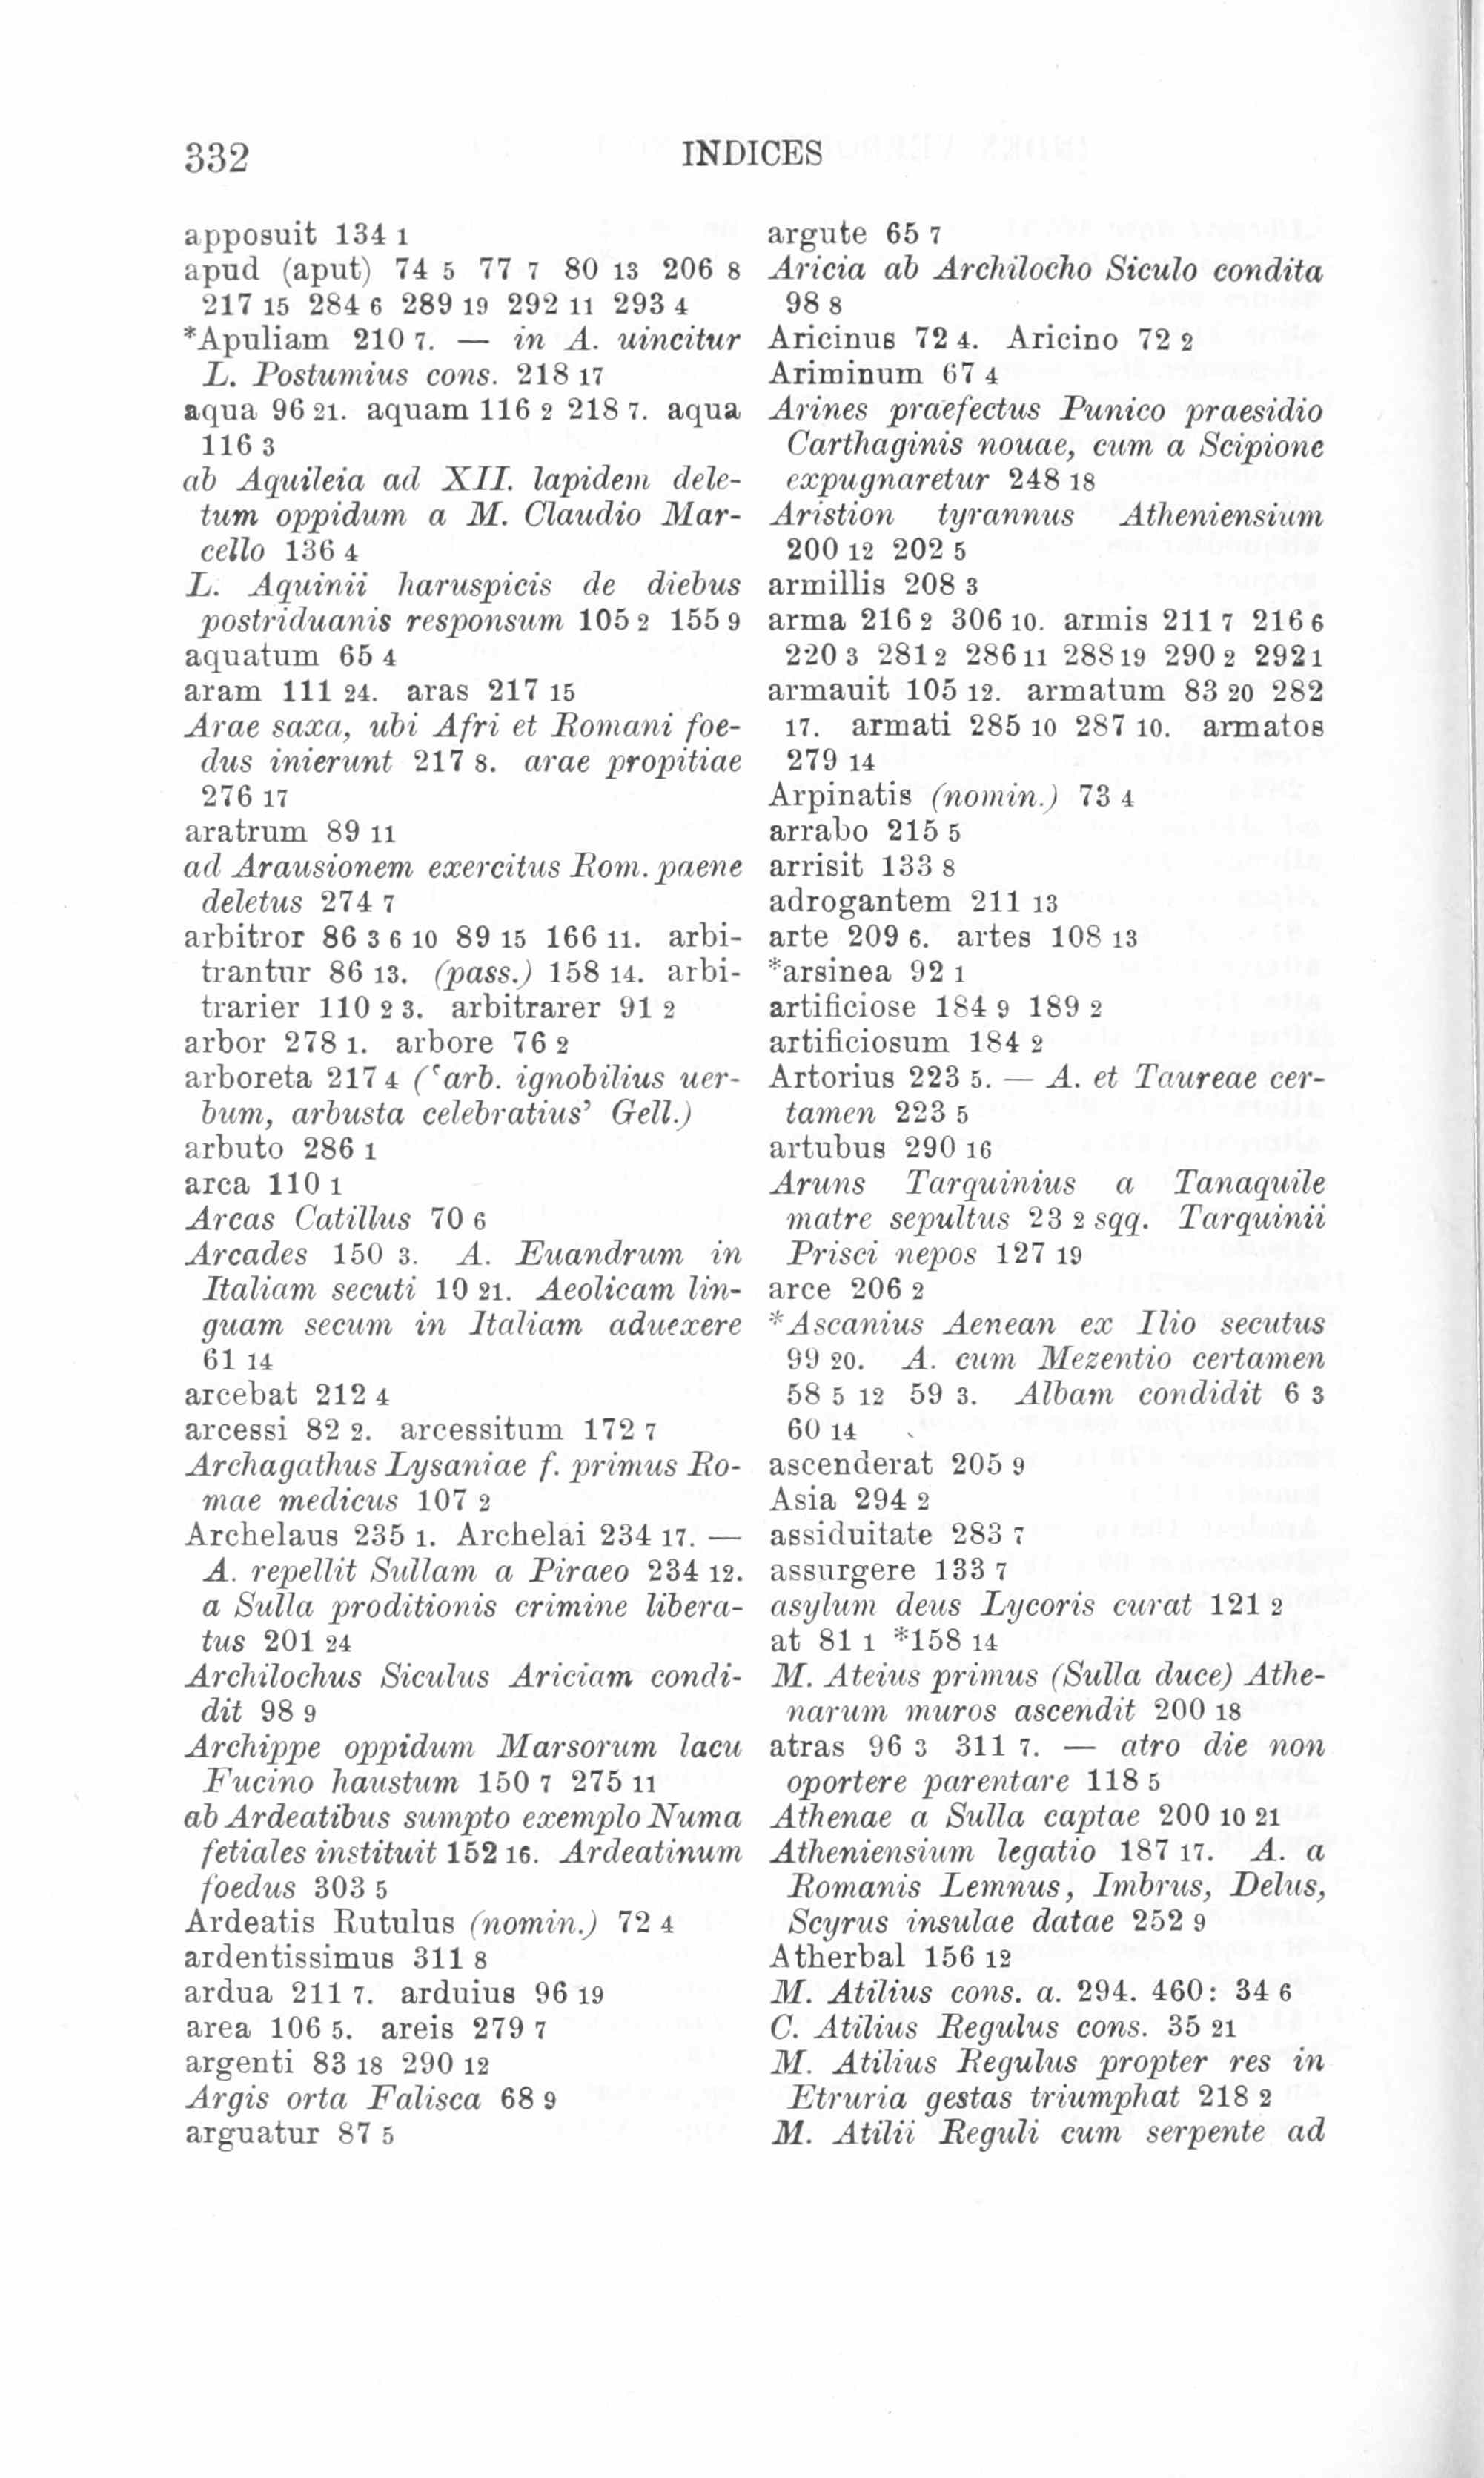 332
INDICES
apposuit 134 1
apud (aput) 74 5 77 7 80 13 206 8
217 15 284 6 289 19 292 11 293 4
*Apuliam 210 7. — in A. uincitur
L. Postumius cons. 218 17
aqua 96 21. aquam 116 2 218 7. aqua
116 3
ab Aquileia ad XII. lapidem dele-
tum oppidum a M. Claudio Mar-
cello 136 4
L. Aquinii haruspicis de diebus
postriduanis responsum 105 2 155 9
aquatum 65 4
aram 111 24. aras 217 15
Arae saxa, ubi Afri et Romani foe-
dus inierunt 217 8. arae propitiae
276 17
aratrum 89 11
ad Arausionem exercitus Rom. paene
deletus 274 7
arbitror 86 3 6 10 89 15 166 11. arbi-
trantur 86 13. (pass.) 158 14. arbi-
trarier 110 2 3. arbitrarer 91 2
arbor 278 1. arbore 76 2
arboreta 217 4 (‘arb. ignobilius uer-
bum, arbusta celebratius’ Gell.)
arbuto 286 1
arca 110 1
Arcas Catillus 70 6
Arcades 150 3. A. Euandrum in
Italiam secuti 10 21. Aeolicam lin-
guam secum in Italiam aduexere
61 14
arcebat 212 4
arcessi 82 2. arcessitum 172 7
Archagathus Lysaniae f. primus Ro-
mae medicus 107 2
Archelaus 235 1. Archelai 234 17. —
A. repellit Sullam a Piraeo 234 12.
a Sulla proditionis crimine libera-
tus 201 24
Archilochus Siculus Ariciam condi-
dit 98 9
Archippe oppidum Marsorum lacu
Fucino haustum 150 7 275 11
ab Ardeatibus sumpto exemplo Numa
fetiales instituit 152 16. Ardeatinum
foedus 303 5
Ardeatis Rutulus (nomin.) 72 4
ardentissimus 311 8
ardua 211 7. arduius 96 19
area 106 5. areis 279 7
argenti 83 18 290 12
Argis orta Falisca 68 9
arguatur 87 5
argute 65 7
Aricia ab Archilocho Siculo condita
98 8
Aricinus 72 4. Aricino 72 2
Ariminum 67 4
Arines praefectus Punico praesidio
Carthaginis nouae, cum a Scipione
expugnaretur 248 18
Aristion tyrannus Atheniensium
200 12 202 5
armillis 208 3
arma 216 2 306 10. armis 211 7 216 6
220 3 281 2 286 11 288 19 290 2 292 1
armauit 105 12. armatum 83 20 282
17. armati 285 10 287 10. armatos
279 14
Arpinatis (nomin.) 73 4
arrabo 215 5
arrisit 133 8
adrogantem 211 13
arte 209 6. artes 108 13
*arsinea 92 1
artificiose 184 9 189 2
artificiosum 184 2
Artorius 223 5. — A. et Taureae cer-
tamen 223 5
artubus 290 16
Aruns Tarquinius a Tanaquile
matre sepultus 23 2 sqq. Tarquinii
Prisci nepos 127 19
arce 206 2
*Ascanius Aenean ex Ilio secutus
99 20. A. cum Mezentio certamen
58 5 12 59 3. Albam condidit 6 3
60 14
ascenderat 205 9
Asia 294 2
assiduitate 283 7
assurgere 133 7
asylum deus Lycoris curat 121 2
at 81 1 *158 14
M. Ateius primus (Sulla duce) Athe-
narum muros ascendit 200 18
atras 96 3 311 7. — atro die non
oportere parentare 118 5
Athenae a Sulla captae 200 10 21
Atheniensium legatio 187 17. A. a
Romanis Lemnus, Imbrus, Delus,
Scyrus insulae datae 252 9
Atherbal 156 12
M. Atilius cons. a. 294. 460: 34 6
C. Atilius Regulus cons. 35 21
M. Atilius Regulus propter res in
Etruria gestas triumphat 218 2
M. Atilii Reguli cum serpente ad